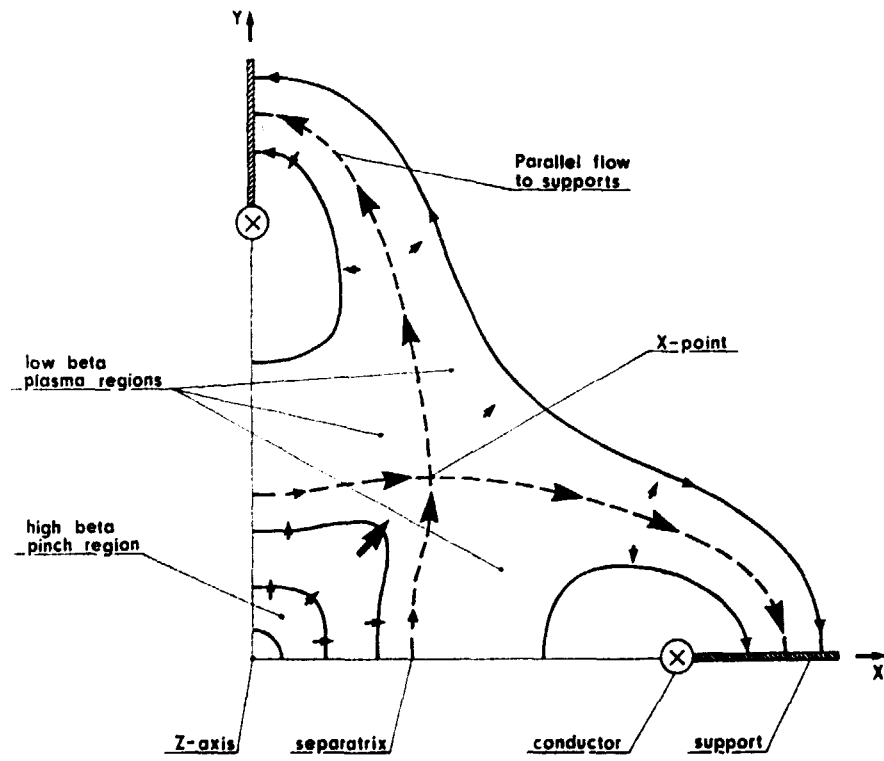 Y
Parallel flow
to supports
X-point
low beta
plasma regions
high beta
pinch region
X
Z-axis
separatrix
conductor
support